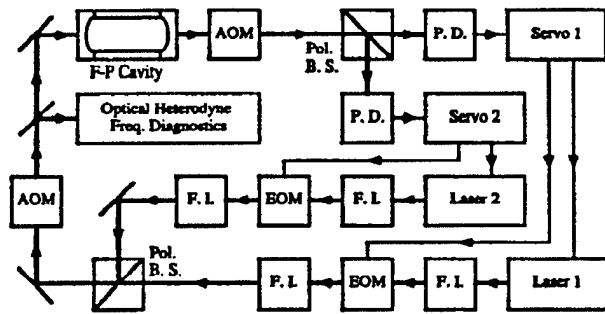 F-P Cavity
AOM
Pol.
B. S.
P. D.
Servo 1
Optical Heterodyne
Freq. Diagnostics
P. D.
Servo 2
AOM
F. I.
EOM
F. I.
Laser 2
Pol.
B. S.
F. I.
EOM
F. I.
Laser 1